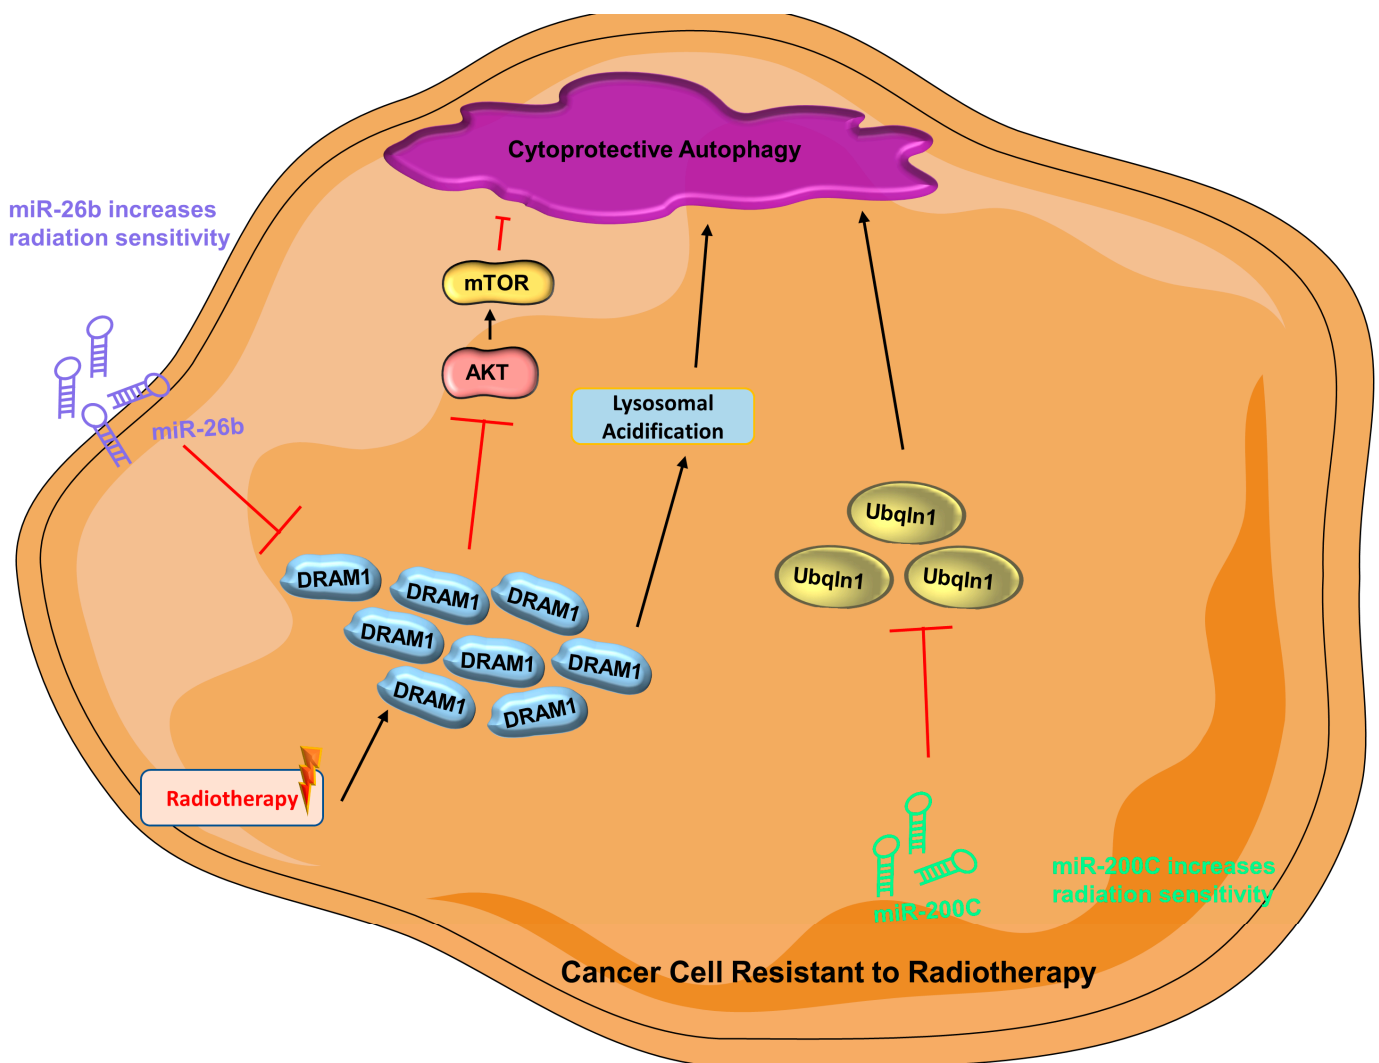 Cytoprotective Autophagy
miR-26b increases
radiation sensitivity
mTOR
AKT
Lysosomal
Acidification
miR-26b
Ubqln1
Ubqln1
Ubqln1
DRAM1
DRAM1
DRAM1
DRAM1
DRAM1
DRAM1
DRAM1
DRAM1
Radiotherapy
miR-200C increases
radiation sensitivity
miR-200C
Cancer Cell Resistant to Radiotherapy